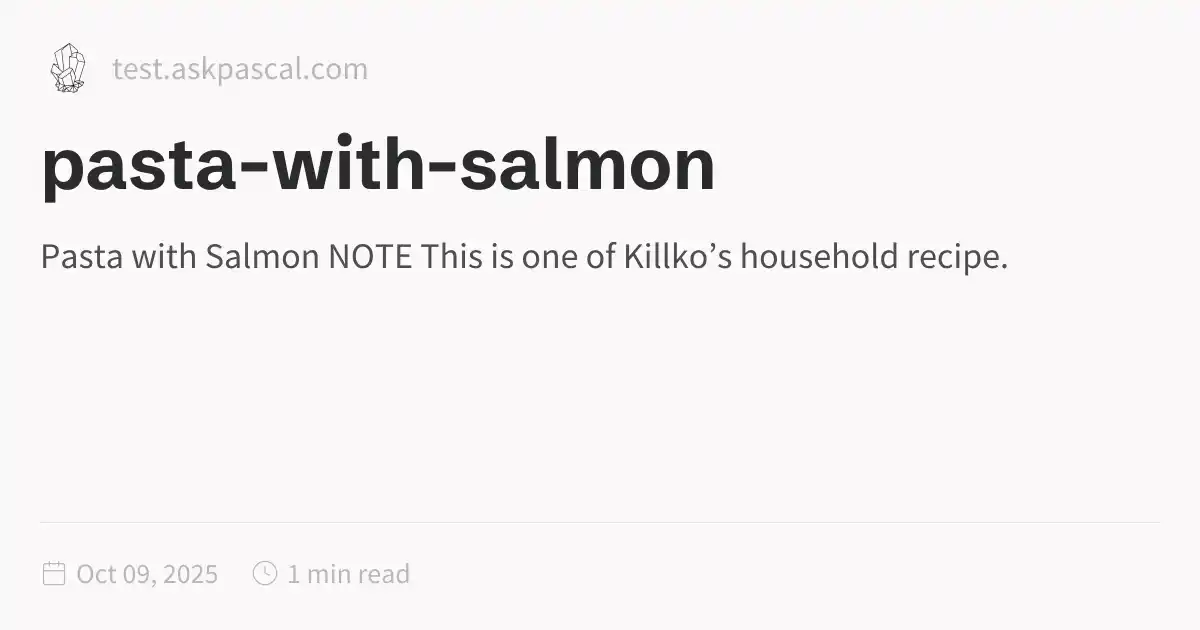 test.askpascal.com
pasta-with-salmon
Pasta with Salmon NOTE This is one of Killko’s household recipe.
Oct 09, 2025 1 min read